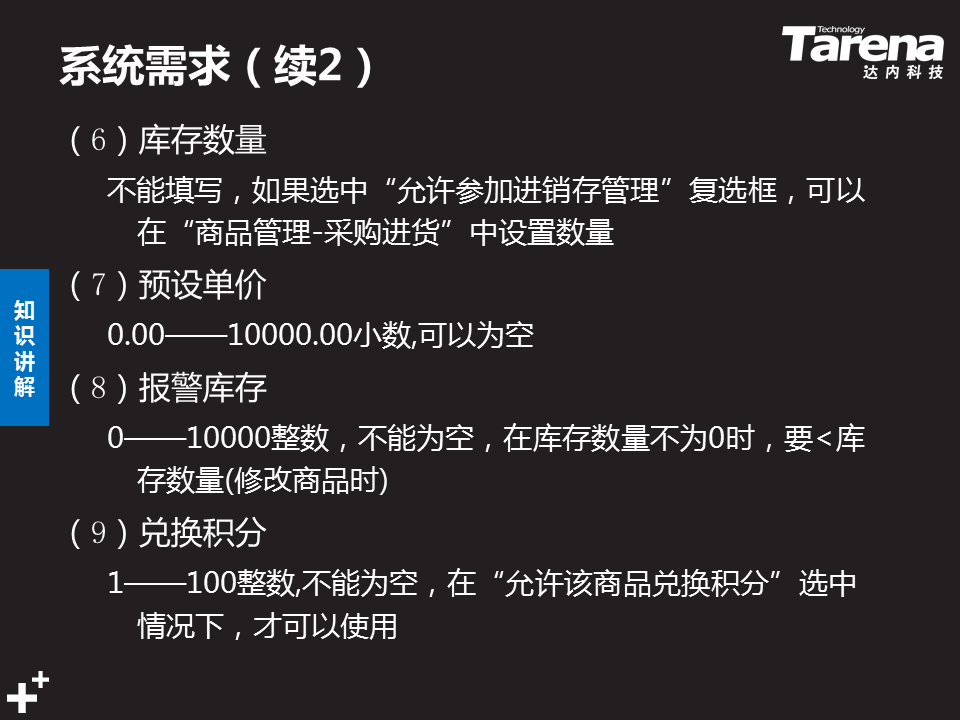 系统需求（续2）
Technology
Tarena
达内科技
（6）库存数量
不能填写，如果选中“允许参加进销存管理”复选框，可以
在“商品管理-采购进货”中设置数量
（7）预设单价
0.00——10000.00小数,可以为空
（8）报警库存
0——10000整数，不能为空，在库存数量不为0时，要<库
存数量(修改商品时)
（9）兑换积分
1——100整数,不能为空，在“允许该商品兑换积分”选中
情况下，才可以使用
知
识
讲
解